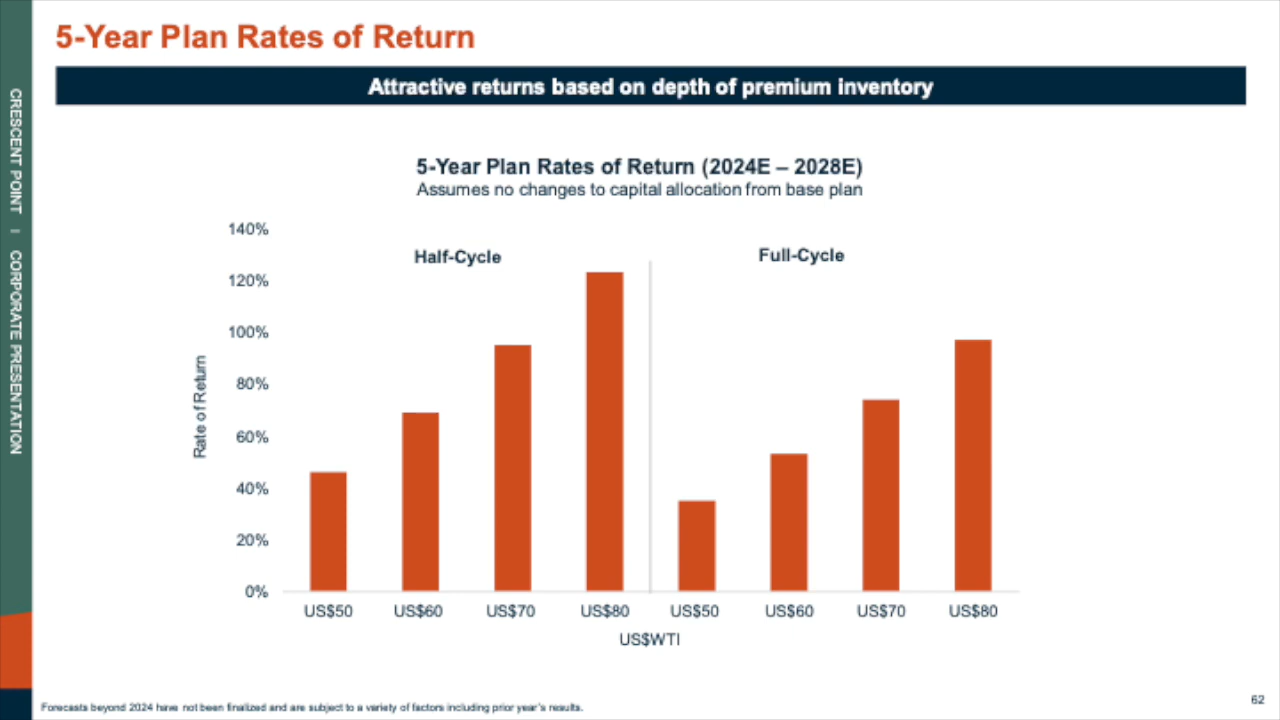 5-Year Plan Rates of Return
Attractive returns based on depth of premium inventory
CRESCENT POINT I CORPORATE PRESENTATION
5-Year Plan Rates of Return (2024E – 2028E)
Assumes no changes to capital allocation from base plan
Half-Cycle
Full-Cycle
Rate of Return
140%
120%
100%
80%
60%
40%
20%
0%
US$50 US$60 US$70 US$80 US$50 US$60 US$70 US$80
US$WTI
Forecasts beyond 2024 have not been finalized and are subject to a variety of factors including prior year's results.
62